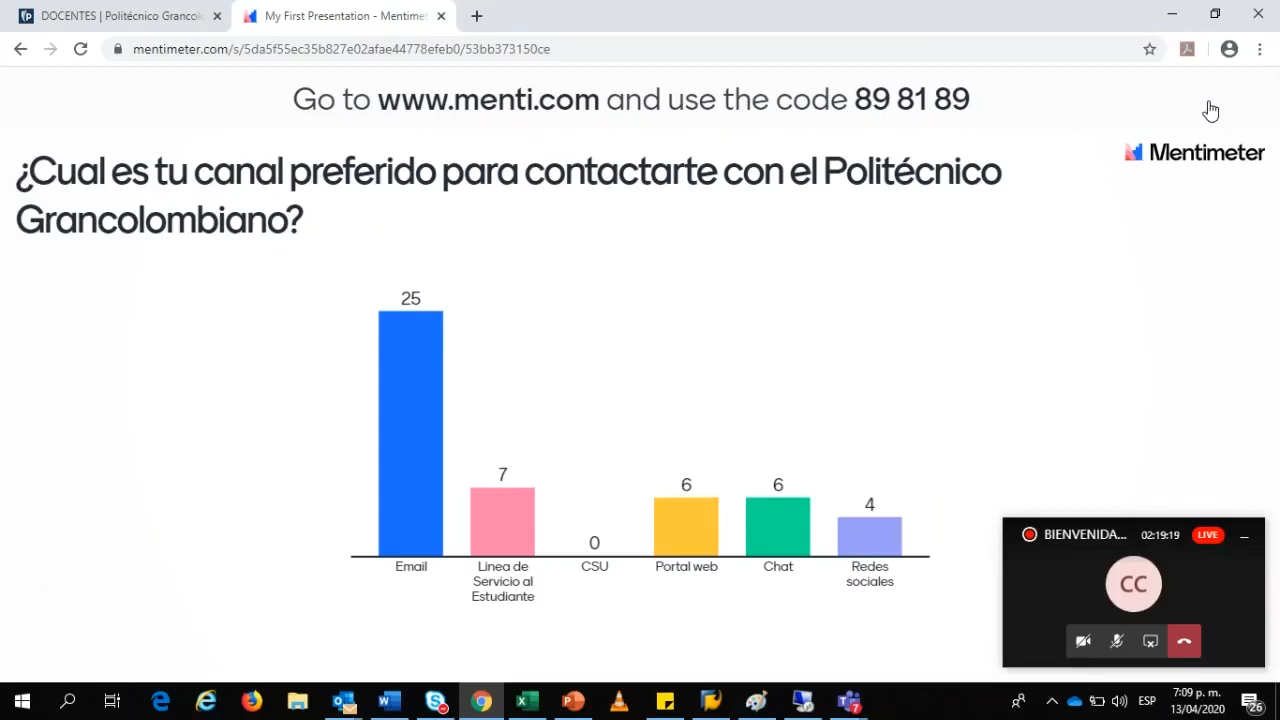 DOCENTES | Politécnico Grancol
My First Presentation - Mentimet
mentimeter.com/s/5da5f55ec35b827e02afae44778efeb0/53bb373150ce
Go to www.menti.com and use the code 89 81 89
Mentimeter
¿Cual es tu canal preferido para contactarte con el Politécnico
Grancolombiano?
25
7
0
6
6
4
Email
Linea de
Servicio al
Estudiante
CSU
Portal web
Chat
Redes
sociales
BIENVENIDA... 02:19:19 LIVE
CC
ESP
7:09 p. m.
13/04/2020
26
7